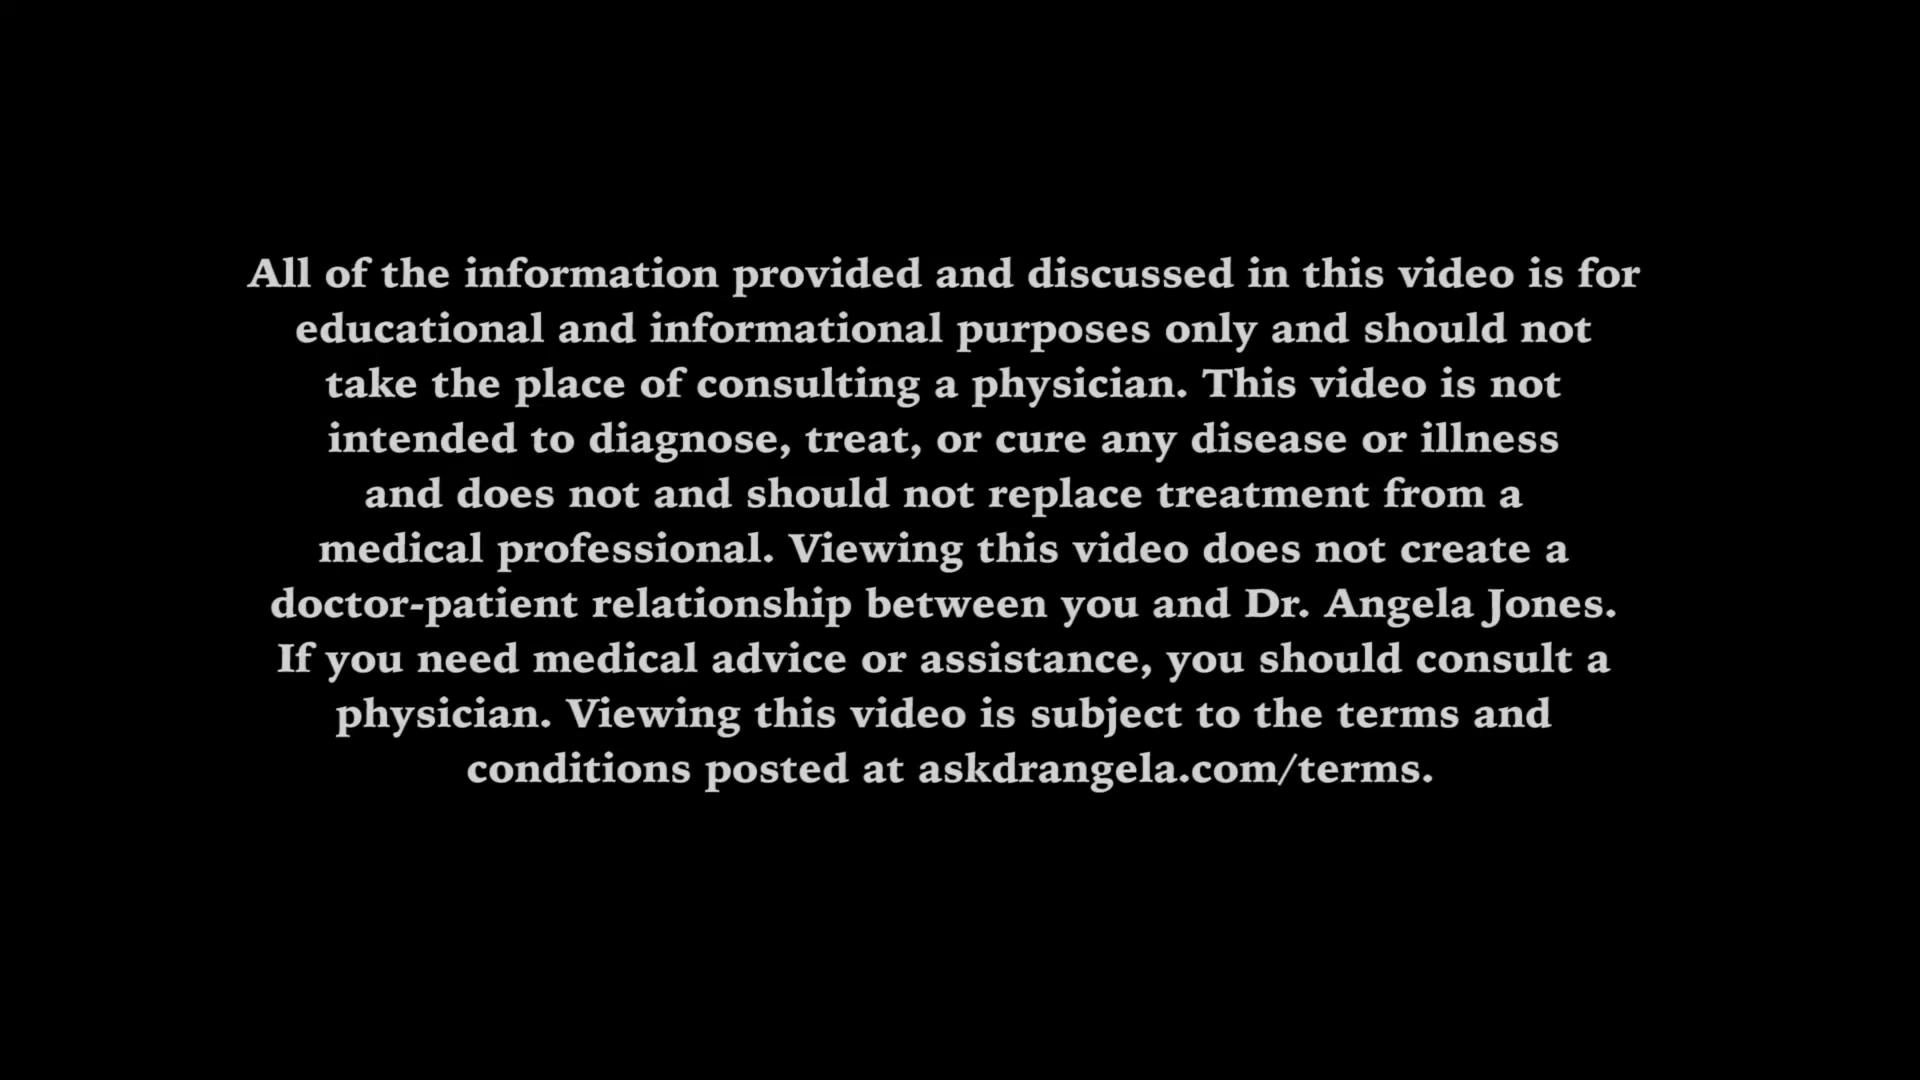 All of the information provided and discussed in this video is for
educational and informational purposes only and should not
take the place of consulting a physician. This video is not
intended to diagnose, treat, or cure any disease or illness
and does not and should not replace treatment from a
medical professional. Viewing this video does not create a
doctor-patient relationship between you and Dr. Angela Jones.
If you need medical advice or assistance, you should consult a
physician. Viewing this video is subject to the terms and
conditions posted at askdrangela.com/terms.